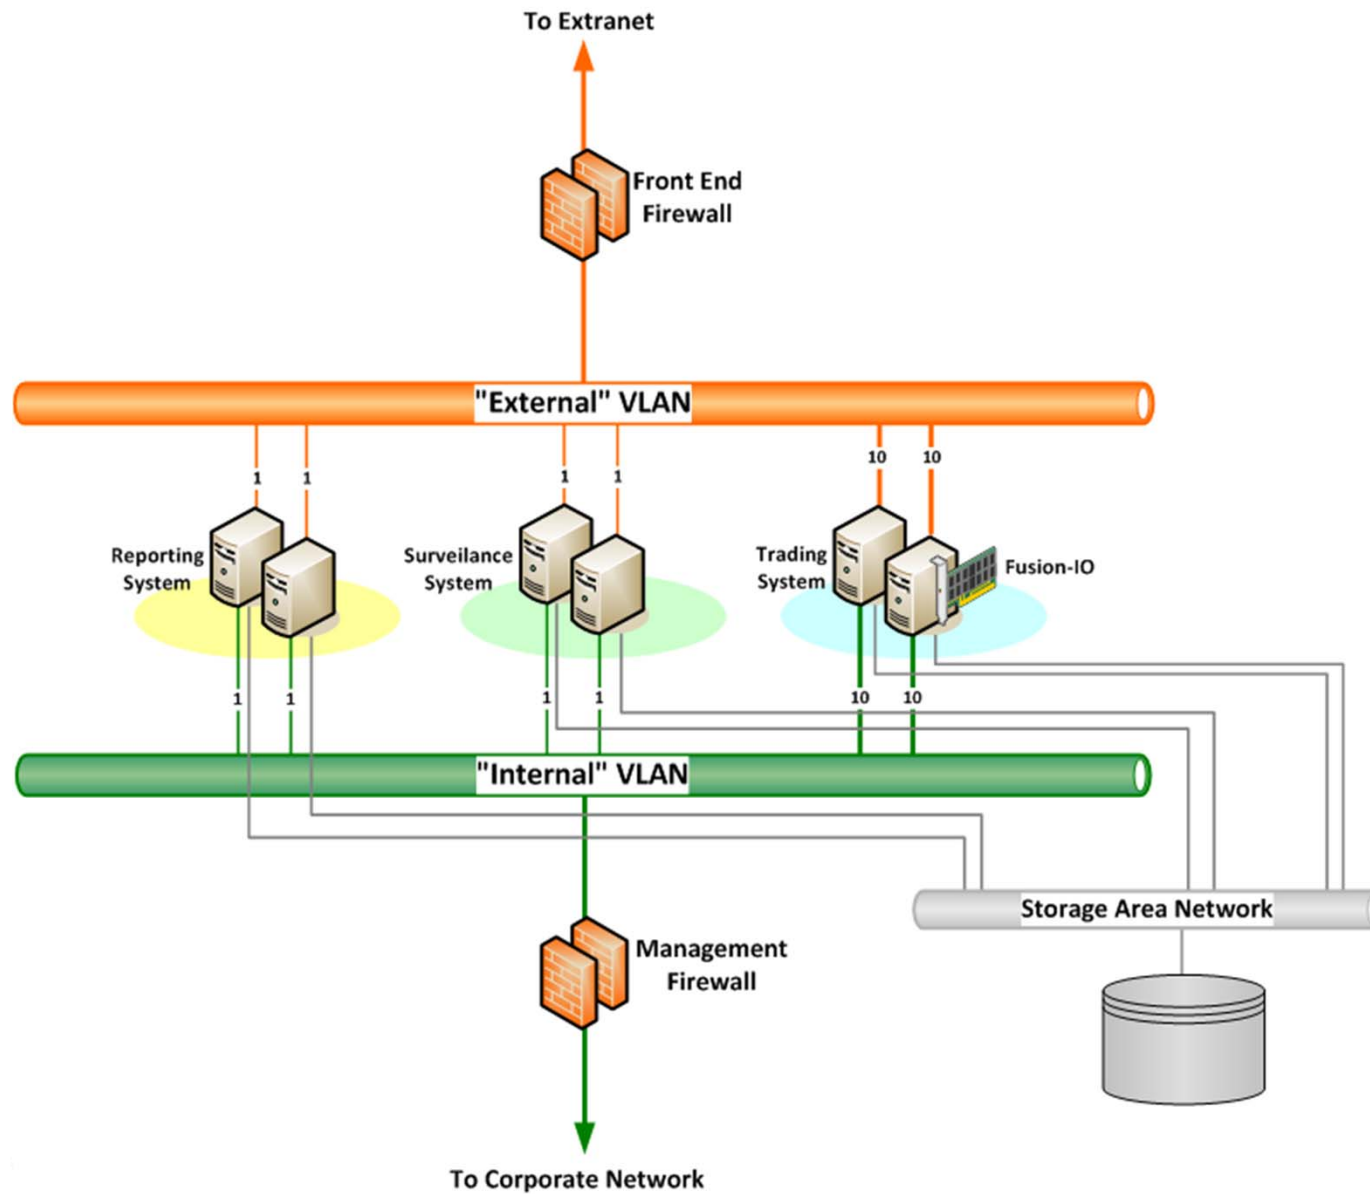 To Extranet
Front End
Firewall
"External" VLAN
1
1
1
1
10
10
Reporting
System
Surveilance
System
Trading
System
Fusion-IO
1
1
1
1
10
10
"Internal" VLAN
Storage Area Network
Management
Firewall
To Corporate Network